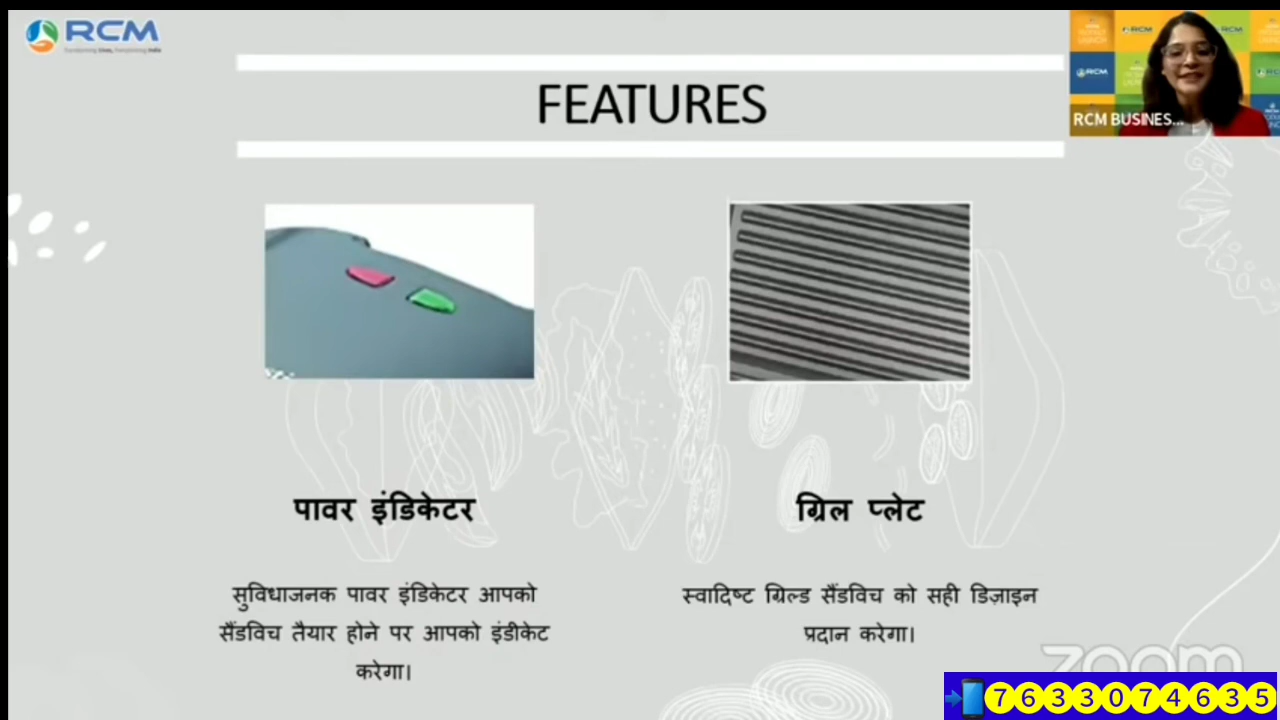 RCM
FEATURES
RCM BUSINES...
पावर इंडिकेटर
ग्रिल प्लेट
सुविधाजनक पावर इंडिकेटर आपको
सैंडविच तैयार होने पर आपको इंडीकेट
करेगा।
स्वादिष्ट ग्रिल्ड सैंडविच को सही डिज़ाइन
प्रदान करेगा।
zoom
7633074635